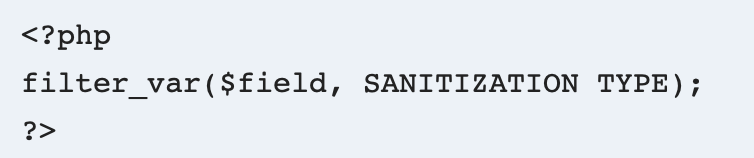 <?php
filter_var($field, SANITIZATION TYPE);
?>